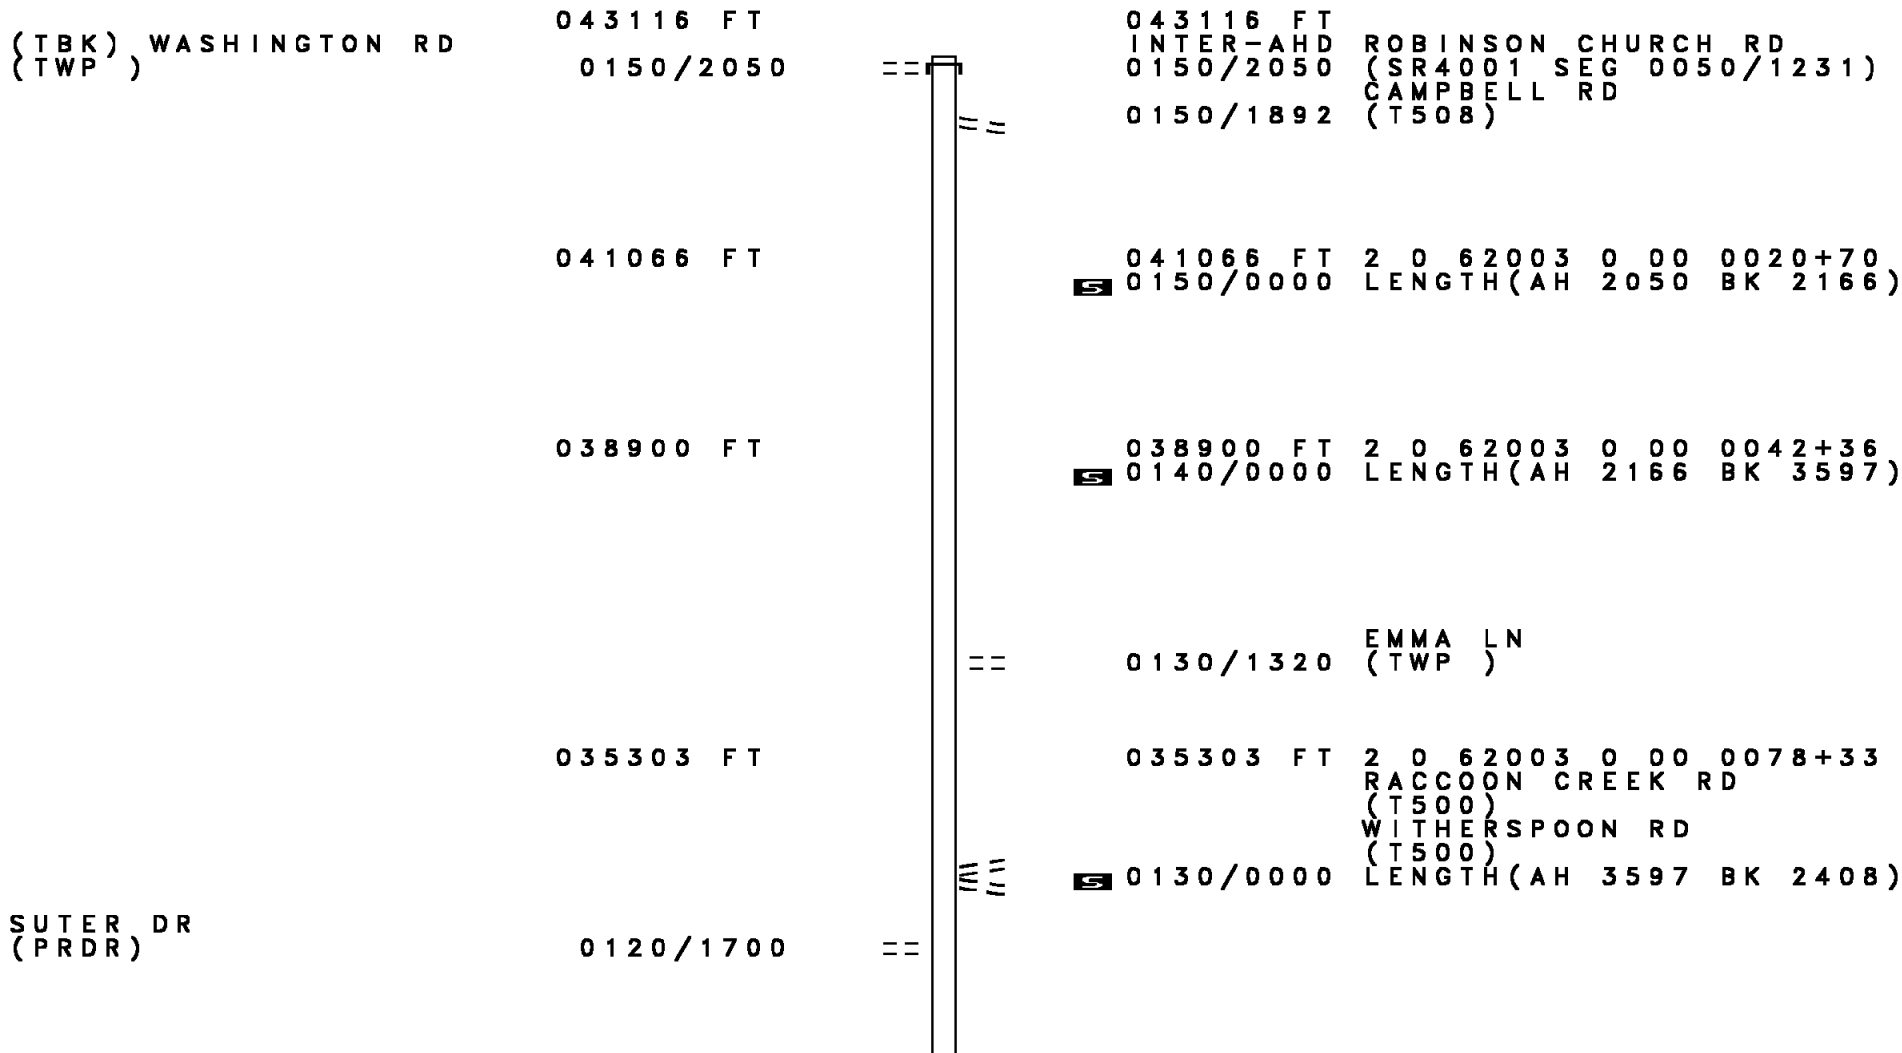 043116 FT 043116 FT
(TBK) WASHINGTON RD INTER-AHD ROBINSON CHURCH RD
(TWP ) 0150/2050 0150/2050 (SR4001 SEG 0050/1231)
CAMPBELL RD
0150/1892 (T508)
041066 FT 041066 FT 2 0 62003 0 00 0020+70
S 0150/0000 LENGTH(AH 2050 BK 2166)
038900 FT 038900 FT 2 0 62003 0 00 0042+36
S 0140/0000 LENGTH(AH 2166 BK 3597)
EMMA LN
0130/1320 (TWP )
035303 FT 035303 FT 2 0 62003 0 00 0078+33
RACCOON CREEK RD
(T500)
WITHERSPOON RD
(T500)
S 0130/0000 LENGTH(AH 3597 BK 2408)
SUTER DR
(PRDR) 0120/1700